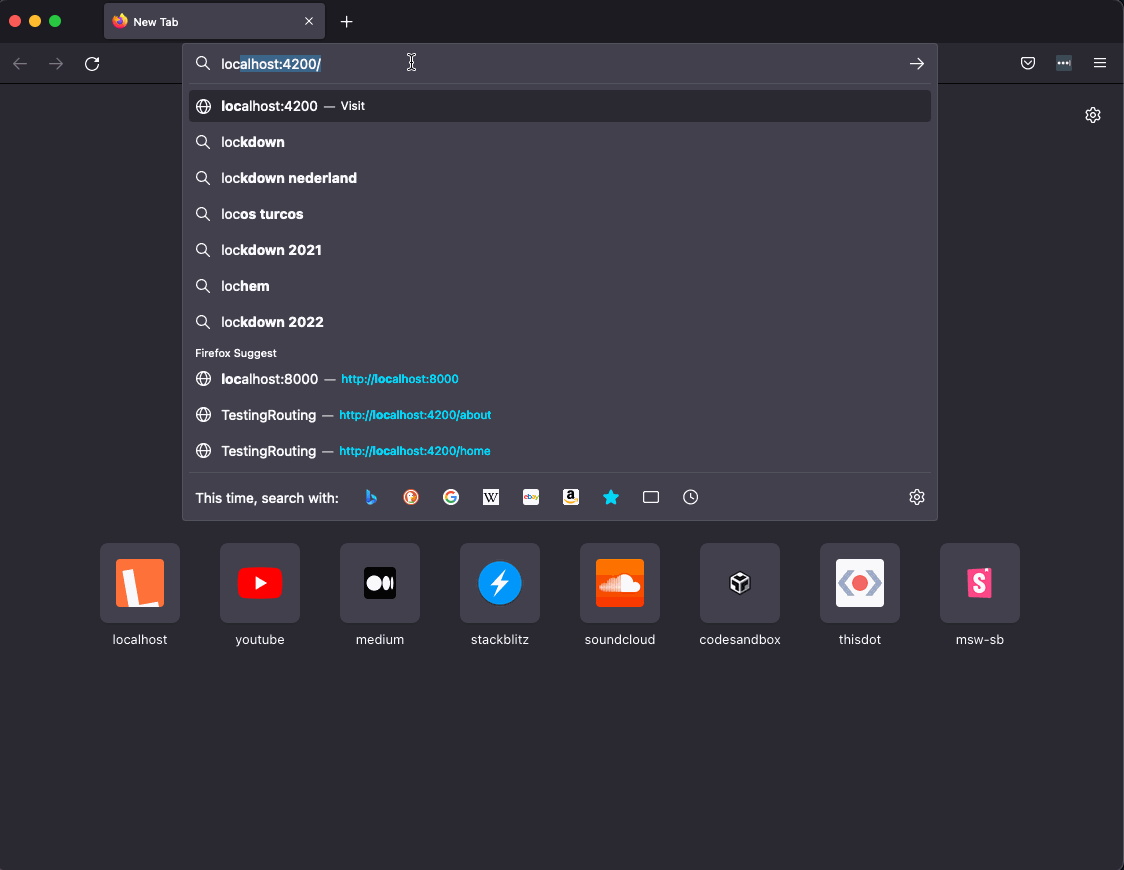 New Tab
localhost:4200/
localhost:4200 — Visit
lockdown
lockdown nederland
locos turcos
lockdown 2021
lochem
lockdown 2022
Firefox Suggest
localhost:8000 — http://localhost:8000
TestingRouting — http://localhost:4200/about
TestingRouting — http://localhost:4200/home
This time, search with: W ebay a
L S
localhost youtube medium stackblitz soundcloud codesandbox thisdot msw-sb